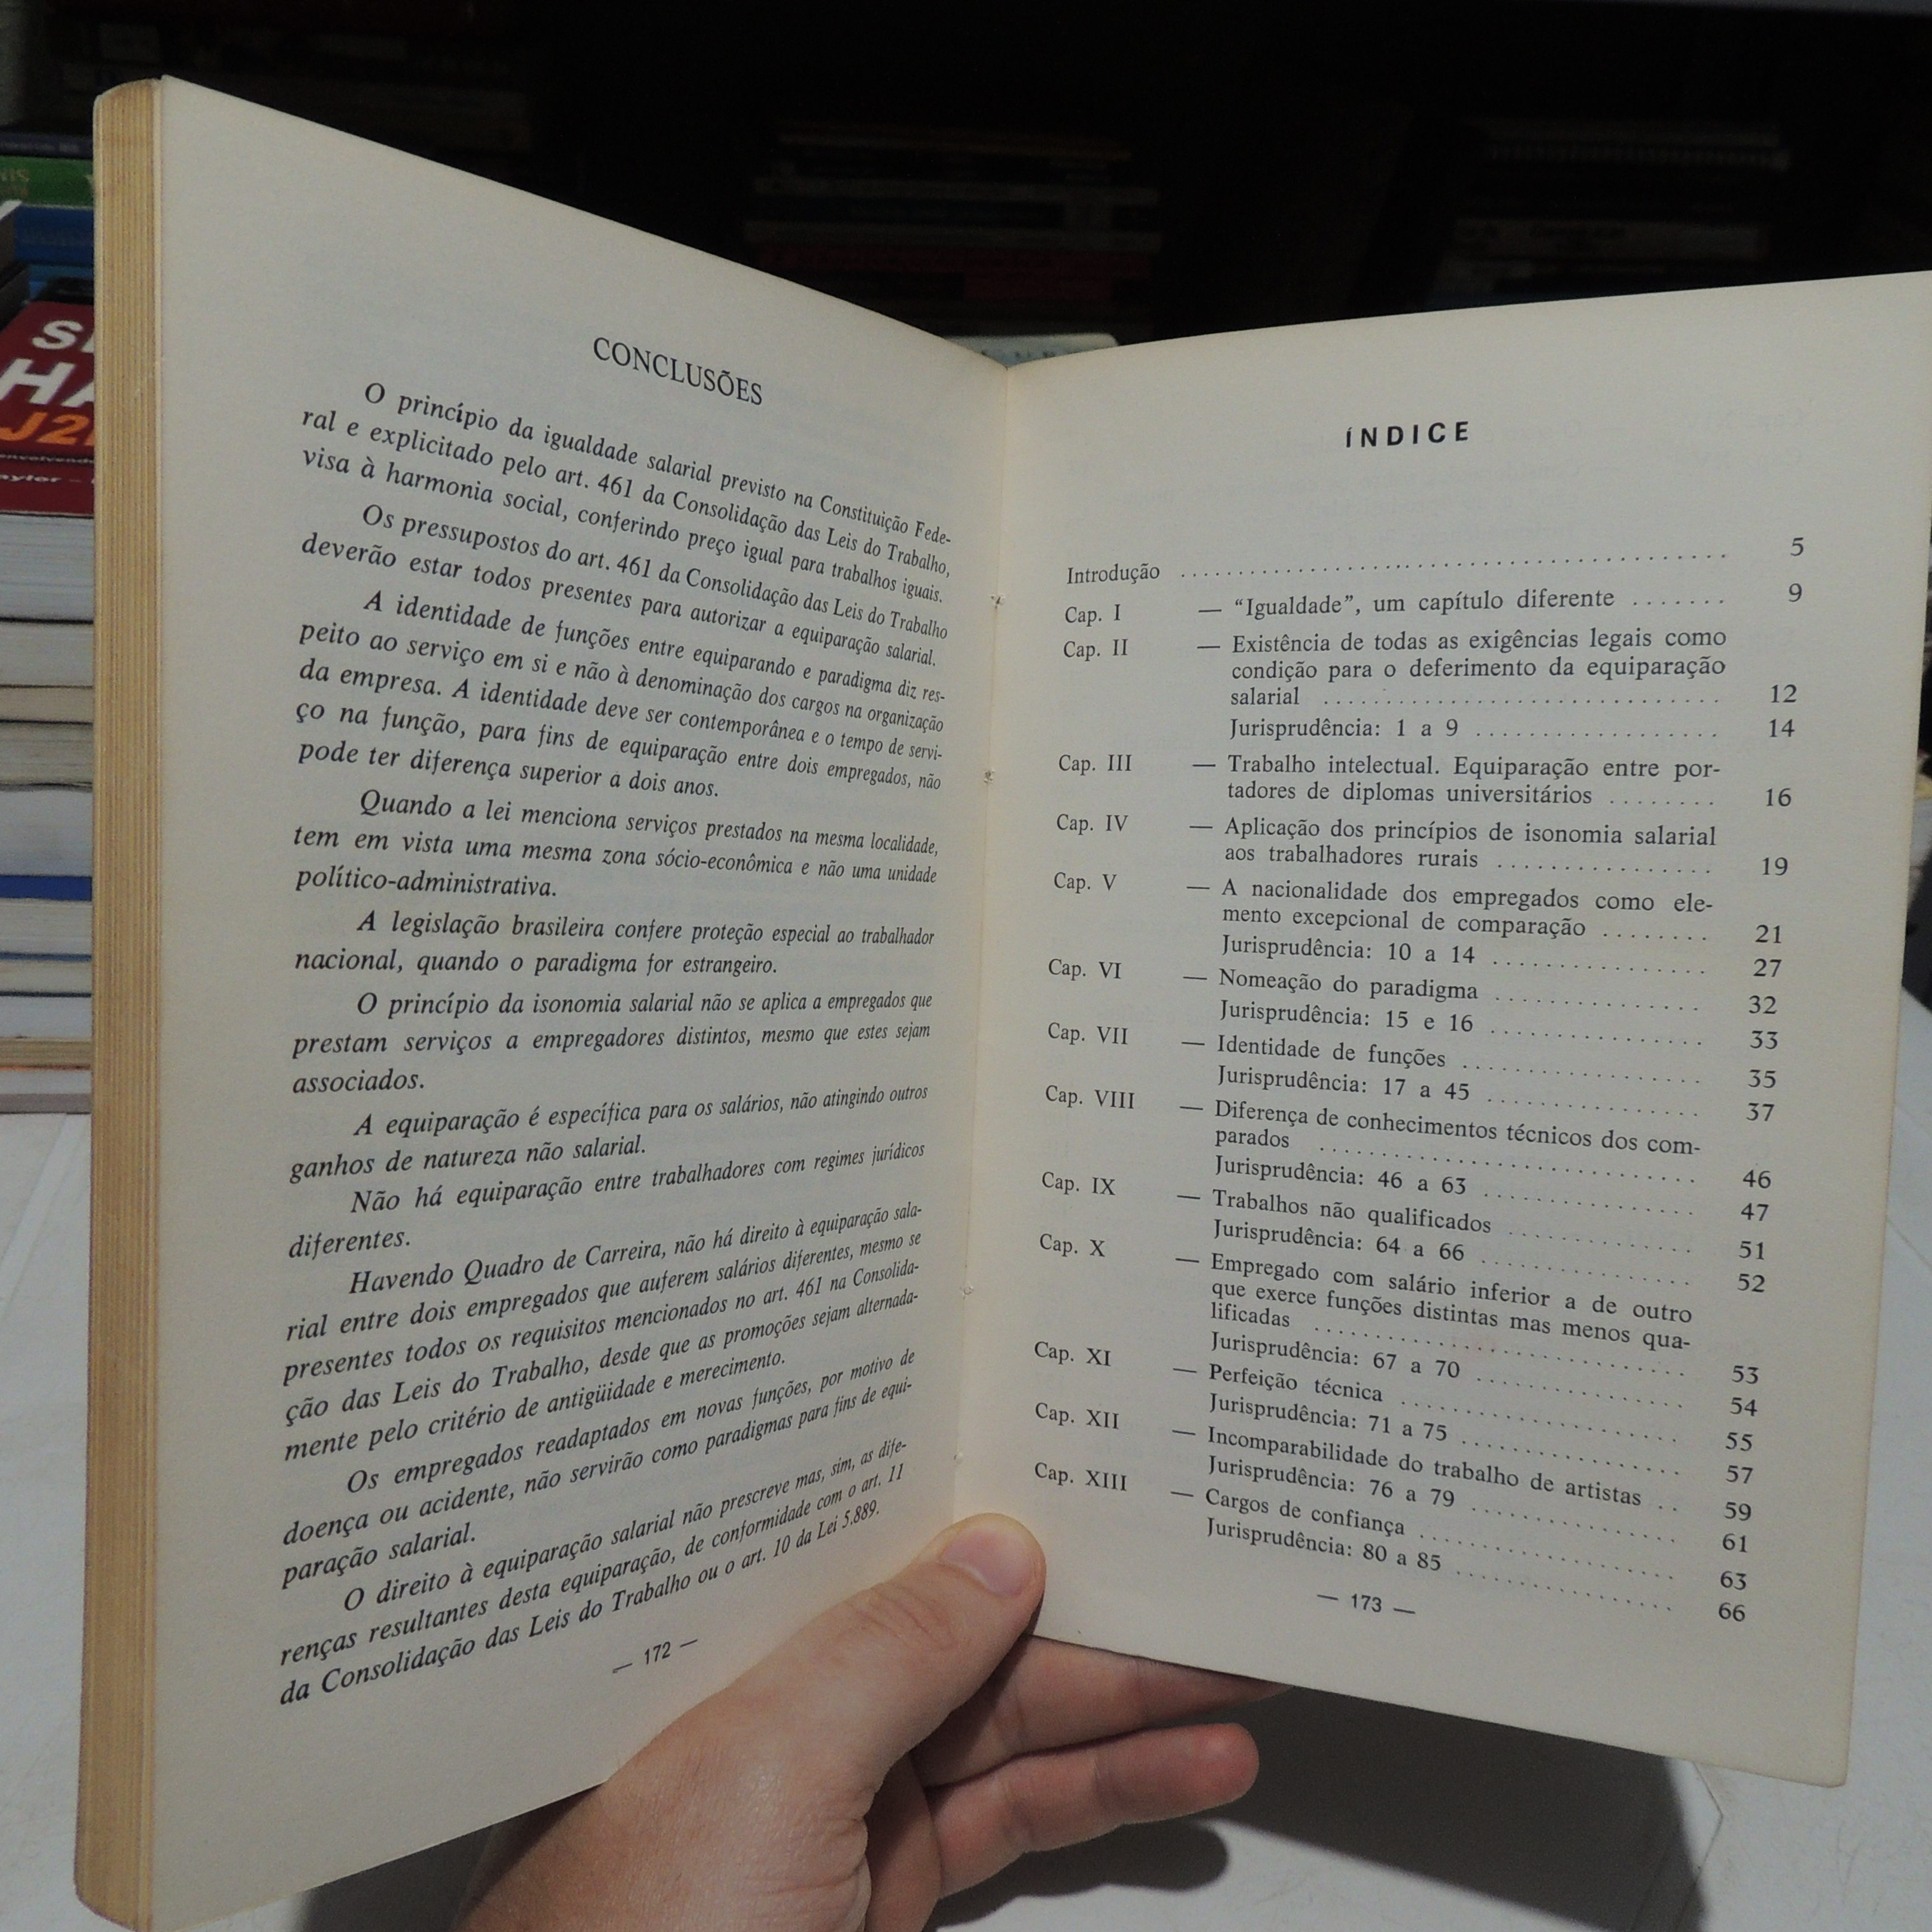 CONCLUSÕES
O princípio da igualdade salarial previsto na Constituição Fede-
ral e explicitado pelo art. 461 da Consolidação das Leis do Trabalho,
visa à harmonia social, conferindo preço igual para trabalhos iguais.
Os pressupostos do art. 461 da Consolidação das Leis do Trabalho
deverão estar todos presentes para autorizar a equiparação salarial.
A identidade de funções entre equiparando e paradigma diz res-
peito ao serviço em si e não à denominação dos cargos na organização
da empresa. A identidade deve ser contemporânea e o tempo de servi-
ço na função, para fins de equiparação entre dois empregados, não
pode ter diferença superior a dois anos.
Quando a lei menciona serviços prestados na mesma localidade,
tem em vista uma mesma zona sócio-econômica e não uma unidade
político-administrativa.
A legislação brasileira confere proteção especial ao trabalhador
nacional, quando o paradigma for estrangeiro.
O princípio da isonomia salarial não se aplica a empregados que
prestam serviços a empregadores distintos, mesmo que estes sejam
associados.
A equiparação é específica para os salários, não atingindo outros
ganhos de natureza não salarial.
Não há equiparação entre trabalhadores com regimes jurídicos
diferentes.
Havendo Quadro de Carreira, não há direito à equiparação sala-
rial entre dois empregados que auferem salários diferentes, mesmo se
presentes todos os requisitos mencionados no art. 461 na Consolida-
ção das Leis do Trabalho, desde que as promoções sejam alternada-
mente pelo critério de antigüidade e merecimento.
Os empregados readaptados em novas funções, por motivo de
doença ou acidente, não servirão como paradigmas para fins de equi-
paração salarial.
O direito à equiparação salarial não prescreve mas, sim, as dife-
renças resultantes desta equiparação, de conformidade com o art. 11
da Consolidação das Leis do Trabalho ou o art. 10 da Lei 5.889.
— 172 —
ÍNDICE
Introdução ........ 5
Cap. I — “Igualdade”, um capítulo diferente ....... 9
Cap. II — Existência de todas as exigências legais como
condição para o deferimento da equiparação
salarial ........ 12
Jurisprudência: 1 a 9 ........ 14
Cap. III — Trabalho intelectual. Equiparação entre por-
tadores de diplomas universitários ........ 16
Cap. IV — Aplicação dos princípios de isonomia salarial
aos trabalhadores rurais ........ 19
Cap. V — A nacionalidade dos empregados como ele-
mento excepcional de comparação ........ 21
Jurisprudência: 10 a 14 ........ 27
Cap. VI — Nomeação do paradigma ........ 32
Jurisprudência: 15 e 16 ........ 33
Cap. VII — Identidade de funções ........ 35
Jurisprudência: 17 a 45 ........ 37
Cap. VIII — Diferença de conhecimentos técnicos dos com-
parados ........ 46
Jurisprudência: 46 a 63 ........ 47
Cap. IX — Trabalhos não qualificados ........ 51
Jurisprudência: 64 a 66 ........ 52
Cap. X — Empregado com salário inferior a de outro
que exerce funções distintas mas menos qua-
lificadas ........ 53
Jurisprudência: 67 a 70 ........ 54
Cap. XI — Perfeição técnica ........ 55
Jurisprudência: 71 a 75 ........ 57
Cap. XII — Incomparabilidade do trabalho de artistas .. 59
Jurisprudência: 76 a 79 ........ 61
Cap. XIII — Cargos de confiança ........ 63
Jurisprudência: 80 a 85 ........ 66
— 173 —